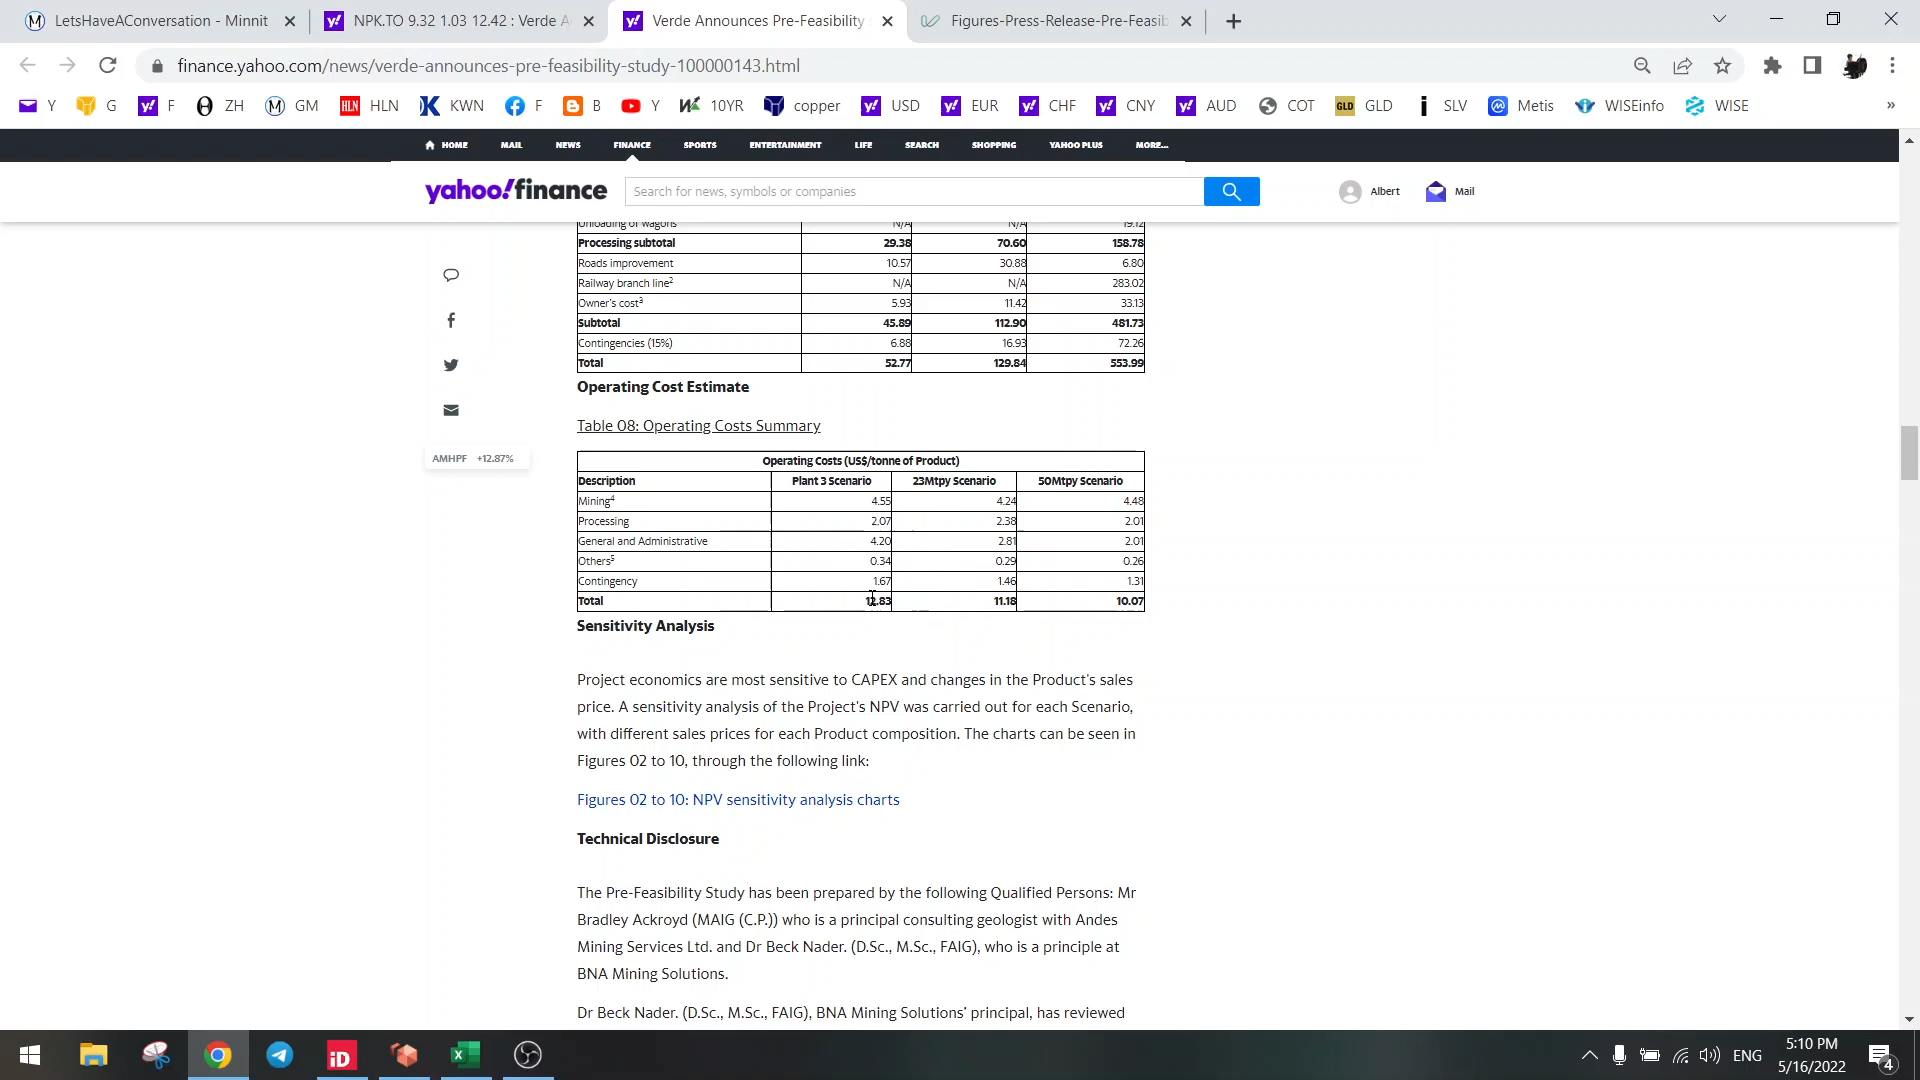 LetsHaveAConversation - Minnit
NPK.TO 9.32 1.03 12.42 : Verde A
Verde Announces Pre-Feasibility
Figures-Press-Release-Pre-Feasib
finance.yahoo.com/news/verde-announces-pre-feasibility-study-100000143.html
Y G F ZH GM HLN KWN F B Y 10YR copper USD EUR CHF CNY AUD COT GLD SLV Metis WISEinfo WISE »
HOME MAIL NEWS FINANCE SPORTS ENTERTAINMENT LIFE SEARCH SHOPPING YAHOO PLUS MORE...
yahoo!finance Search for news, symbols or companies Albert Mail
Unloading of wagons N/A N/A 19.12
Processing subtotal 29.38 70.60 158.78
Roads improvement 10.57 30.88 6.80
Railway branch line2 N/A N/A 283.02
Owner's cost3 5.93 11.42 33.13
Subtotal 45.89 112.90 481.73
Contingencies (15%) 6.88 16.93 72.26
Total 52.77 129.84 553.99
Operating Cost Estimate
Table 08: Operating Costs Summary
AMHPF +12.87%
Operating Costs (US$/tonne of Product)
Description Plant 3 Scenario 23Mtpy Scenario 50Mtpy Scenario
Mining4 4.55 4.24 4.48
Processing 2.07 2.38 2.01
General and Administrative 4.20 2.81 2.01
Others5 0.34 0.29 0.26
Contingency 1.67 1.46 1.31
Total 12.83 11.18 10.07
Sensitivity Analysis
Project economics are most sensitive to CAPEX and changes in the Product's sales
price. A sensitivity analysis of the Project's NPV was carried out for each Scenario,
with different sales prices for each Product composition. The charts can be seen in
Figures 02 to 10, through the following link:
Figures 02 to 10: NPV sensitivity analysis charts
Technical Disclosure
The Pre-Feasibility Study has been prepared by the following Qualified Persons: Mr
Bradley Ackroyd (MAIG (C.P.)) who is a principal consulting geologist with Andes
Mining Services Ltd. and Dr Beck Nader. (D.Sc., M.Sc., FAIG), who is a principle at
BNA Mining Solutions.
Dr Beck Nader. (D.Sc., M.Sc., FAIG), BNA Mining Solutions' principal, has reviewed
ENG
5:10 PM
5/16/2022
4